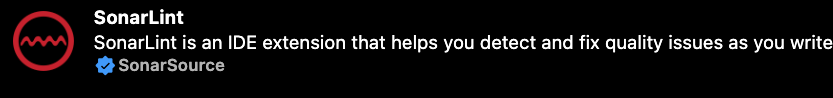 SonarLint
SonarLint is an IDE extension that helps you detect and fix quality issues as you write
SonarSource